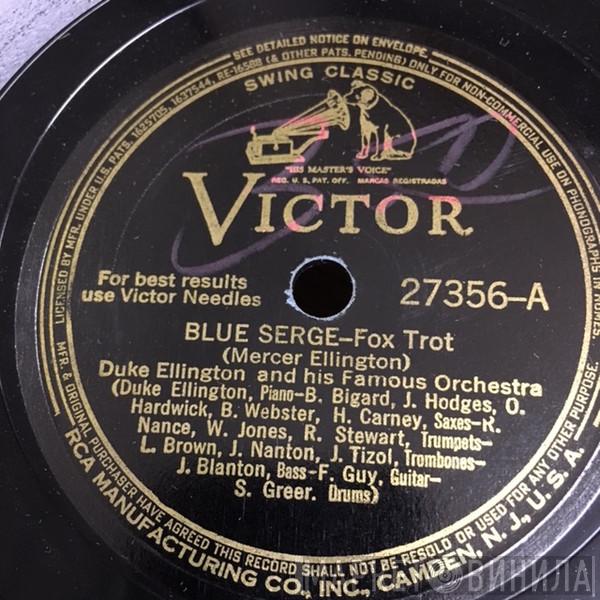 SEE DETAILED NOTICE ON ENVELOPE.
LICENSED BY MFR. UNDER U.S. PATS. 1625705, 1637544, RE-16588 (& OTHER PATS. PENDING) ONLY FOR NON-COMMERCIAL USE ON PHONOGRAPHS IN HOMES.
SWING CLASSIC
"HIS MASTER'S VOICE"
REG. U. S. PAT. OFF. MARCAS REGISTRADAS
VICTOR
For best results
use Victor Needles
27356-A
BLUE SERGE-Fox Trot
(Mercer Ellington)
Duke Ellington and his Famous Orchestra
(Duke Ellington, Piano-B. Bigard, J. Hodges, O.
Hardwick, B. Webster, H. Carney, Saxes-R.
Nance, W. Jones, R. Stewart, Trumpets-
L. Brown, J. Nanton, J. Tizol, Trombones-
J. Blanton, Bass-F. Guy, Guitar-
S. Greer. Drums)
MFR. & ORIGINAL PURCHASER HAVE AGREED THIS RECORD SHALL NOT BE RESOLD OR USED FOR ANY OTHER PURPOSE.
RCA MANUFACTURING CO., INC., CAMDEN, N. J., U. S. A.
ВИНИЛА